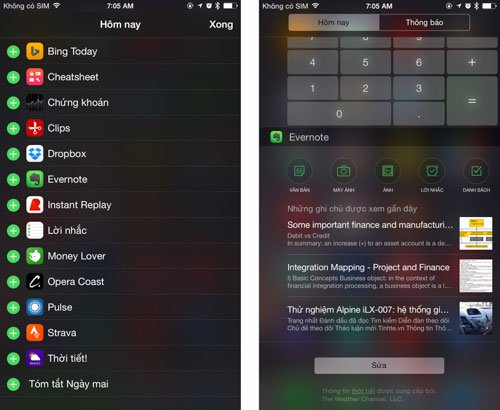 Không có SIM 7:05 AM
Hôm nay Xong
Bing Today
Cheatsheet
Chứng khoán
Clips
Dropbox
Evernote
Instant Replay
Lời nhắc
Money Lover
Opera Coast
Pulse
Strava
Thời tiết!
Tóm tắt Ngày mai
Không có SIM 7:05 AM
Hôm nay Thông báo
7 8 9
4 5 6 +
1 2 3
0 . =
Evernote
VĂN BẢN MÁY ẢNH ẢNH LỜI NHẮC DANH SÁCH
Những ghi chú được xem gần đây
Some important finance and manufacturi...
Debit vs Credit
In summary: an increase (+) to an asset account is a de...
Integration Mapping - Project and Finance
I) Basic Concepts Business object: in the context of
financial integration processing, a business object is a l...
Thử nghiệm Alpine iLX-007: hệ thống gi...
Trang nhất Đánh dấu đã đọc Tìm kiếm Diễn đàn theo dõi
Chủ đề theo dõi Thảo luận mới Tinhte.vn Thông tin Thô...
Sửa
Thông tin thời tiết được cung cấp bởi
The Weather Channel, LLC.